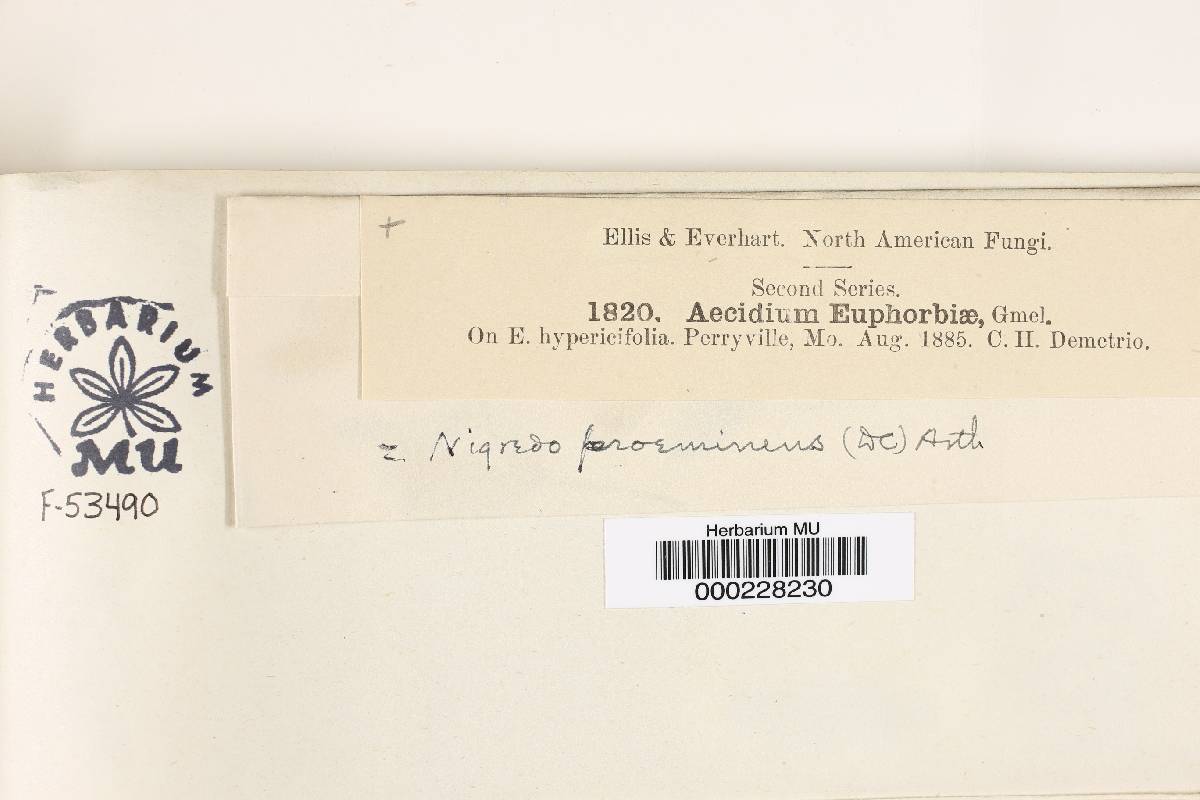 +
Ellis & Everhart. North American Fungi.
Second Series.
1820. Aecidium Euphorbiæ, Gmel.
On E. hypericifolia. Perryville, Mo. Aug. 1885. C. H. Demetrio.
= Nigredo proeminens (DC) Arth
HERBARIUM
MU
F-53490
Herbarium MU
000228230